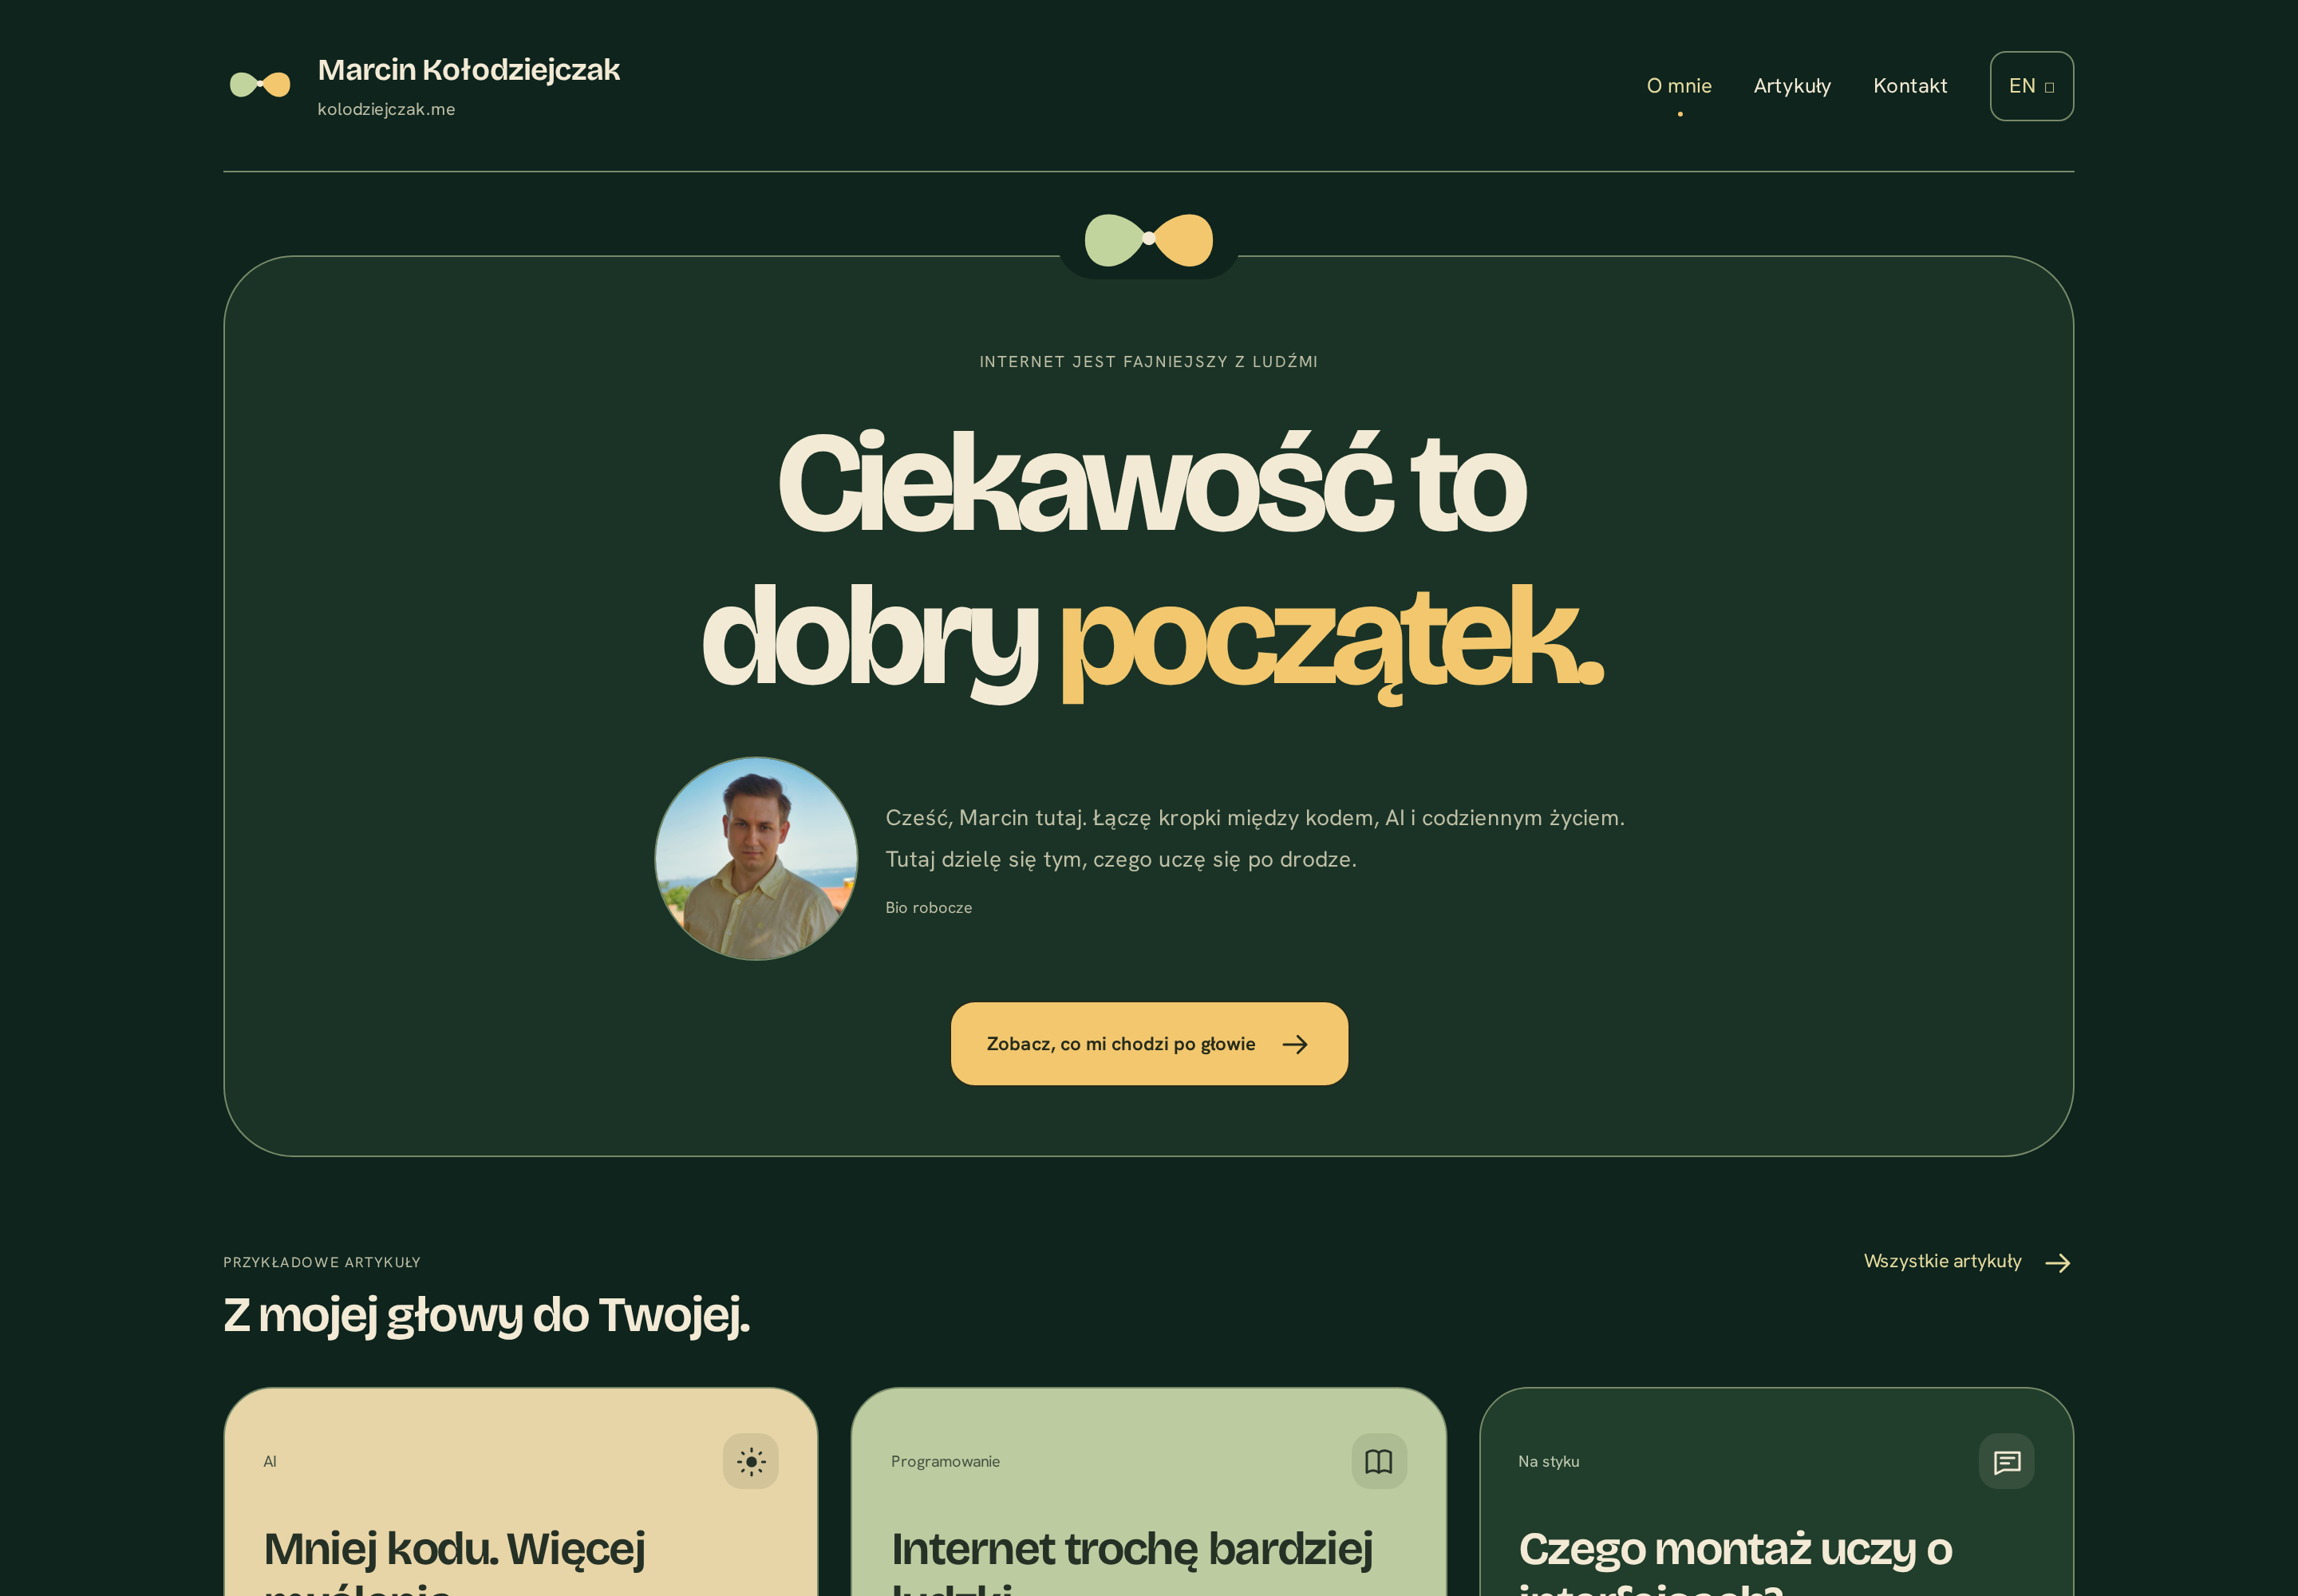 Marcin Kołodziejczak
kolodziejczak.me
O mnie
Artykuły
Kontakt
EN
INTERNET JEST FAJNIEJSZY Z LUDŹMI
Ciekawość to
dobry początek.
Cześć, Marcin tutaj. Łączę kropki między kodem, AI i codziennym życiem.
Tutaj dzielę się tym, czego uczę się po drodze.
Bio robocze
Zobacz, co mi chodzi po głowie
PRZYKŁADOWE ARTYKUŁY
Wszystkie artykuły
Z mojej głowy do Twojej.
AI
Mniej kodu. Więcej
myślenia.
Programowanie
Internet trochę bardziej
ludzki.
Na styku
Czego montaż uczy o
interfejsach?